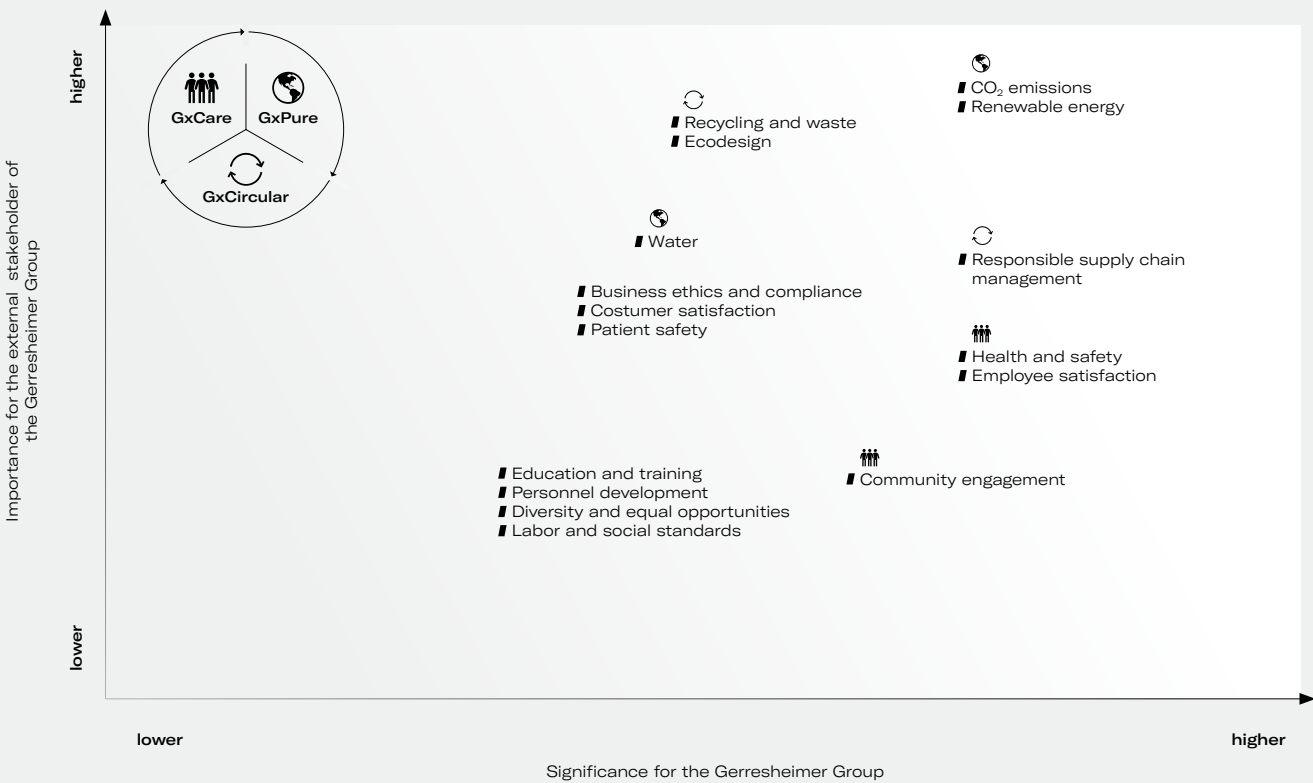 higher
Importance for the external stakeholder of
the Gerresheimer Group
lower
GxCare
GxPure
GxCircular
CO₂ emissions
Renewable energy
Recycling and waste
Ecodesign
Water
Responsible supply chain
management
Business ethics and compliance
Costumer satisfaction
Patient safety
Health and safety
Employee satisfaction
Education and training
Personnel development
Diversity and equal opportunities
Labor and social standards
Community engagement
lower
higher
Significance for the Gerresheimer Group